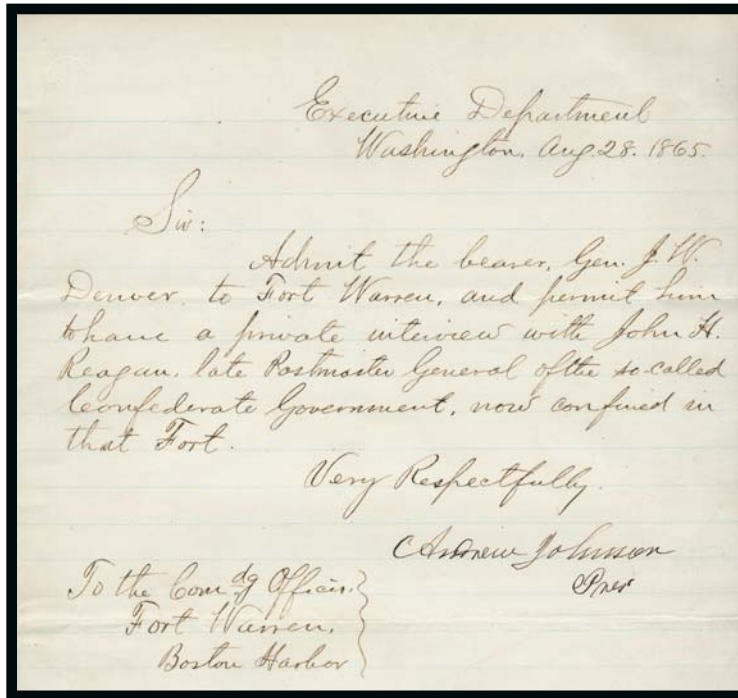 Executive Department
Washington, Aug. 28. 1865.
Sir:
Admit the bearer, Gen. J. W.
Denver, to Fort Warren, and permit him
to have a private interview with John H.
Reagan, late Postmaster General of the so-called
Confederate Government, now confined in
that Fort.
Very Respectfully.
Andrew Johnson
Pres
To the Comdg Officer.
Fort Warren,
Boston Harbor